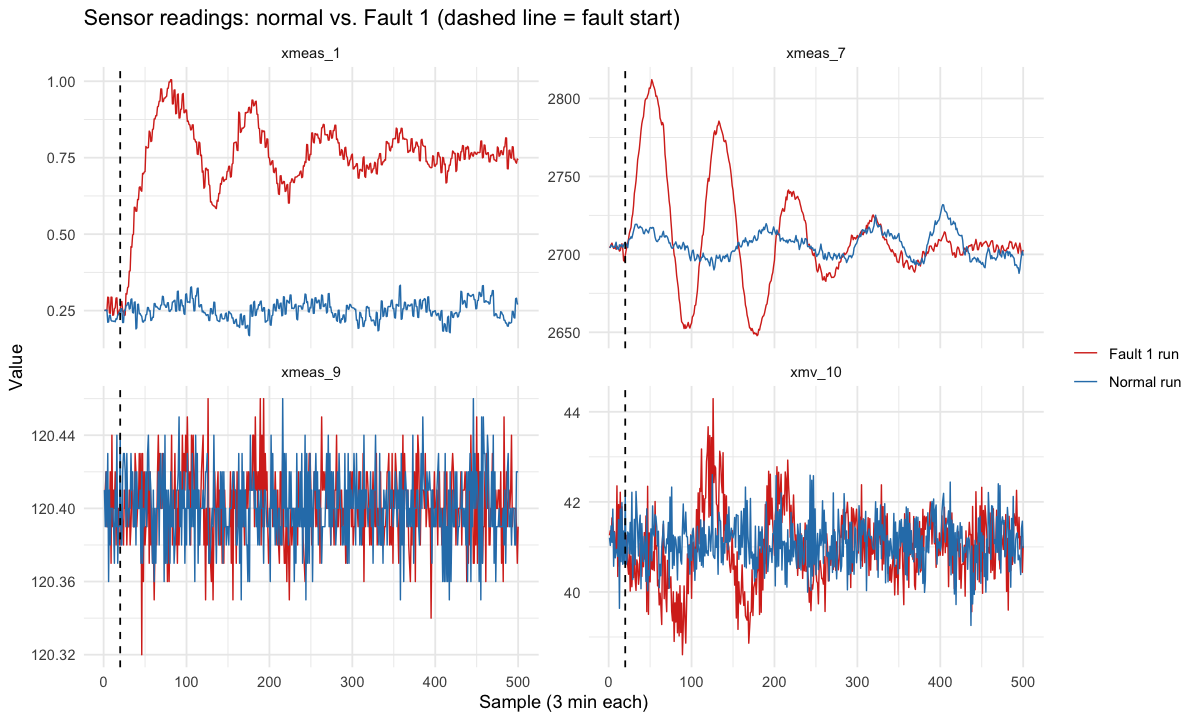 Sensor readings: normal vs. Fault 1 (dashed line = fault start)
xmeas_1
1.00
0.75
0.50
0.25
xmeas_7
2800
2750
2700
2650
Value
xmeas_9
120.44
120.40
120.36
120.32
0 100 200 300 400 500
xmv_10
44
42
40
0 100 200 300 400 500
Sample (3 min each)
Fault 1 run
Normal run